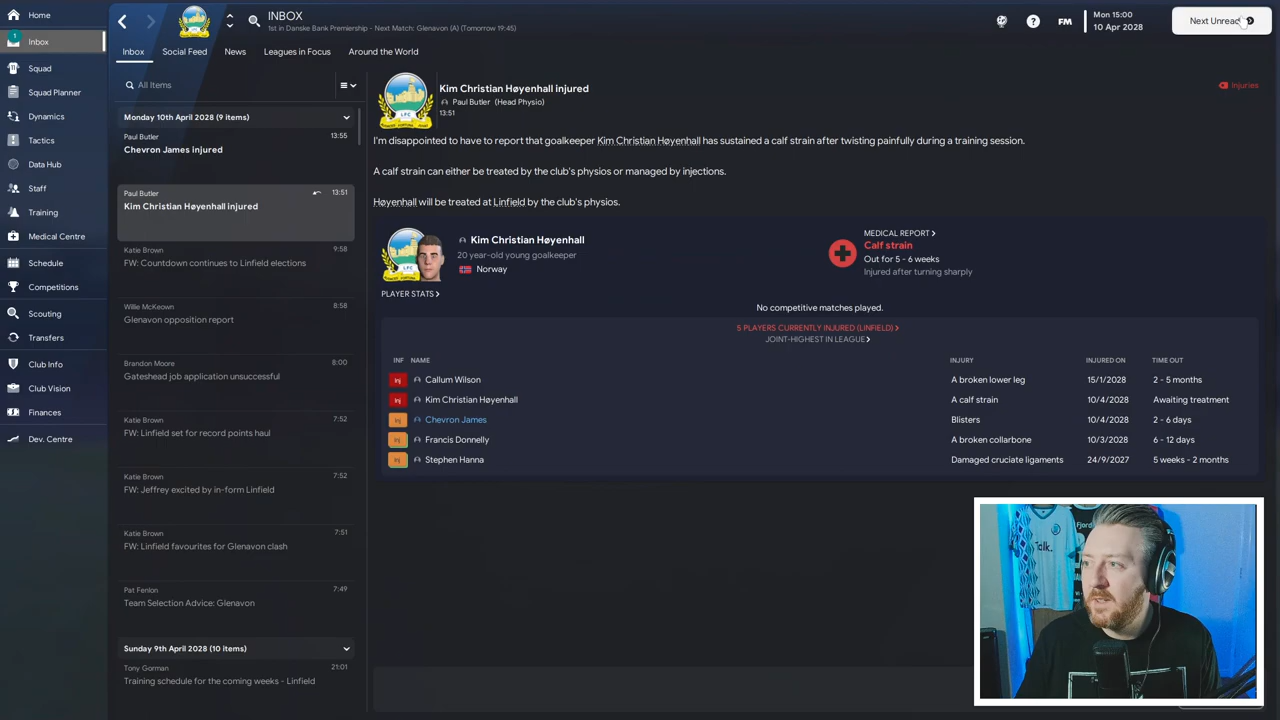 Home
Inbox
1
Squad
Squad Planner
Dynamics
Tactics
Data Hub
Staff
Training
Medical Centre
Schedule
Competitions
Scouting
Transfers
Club Info
Club Vision
Finances
Dev. Centre
INBOX
1st in Danske Bank Premiership - Next Match: Glenavon (A) (Tomorrow 19:45)
?
FM
Mon 15:00
10 Apr 2028
Next Unread
Inbox
Social Feed
News
Leagues in Focus
Around the World
All Items
Monday 10th April 2028 (9 items)
Paul Butler
13:55
Chevron James injured
Paul Butler
13:51
Kim Christian Høyenhall injured
Katie Brown
9:58
FW: Countdown continues to Linfield elections
Willie McKeown
8:58
Glenavon opposition report
Brandon Moore
8:00
Gateshead job application unsuccessful
Katie Brown
7:52
FW: Linfield set for record points haul
Katie Brown
7:52
FW: Jeffrey excited by in-form Linfield
Katie Brown
7:51
FW: Linfield favourites for Glenavon clash
Pat Fenlon
7:49
Team Selection Advice: Glenavon
Sunday 9th April 2028 (10 items)
Tony Gorman
21:01
Training schedule for the coming weeks - Linfield
Kim Christian Høyenhall injured
Paul Butler (Head Physio)
13:51
Injuries
I'm disappointed to have to report that goalkeeper Kim Christian Høyenhall has sustained a calf strain after twisting painfully during a training session.
A calf strain can either be treated by the club's physios or managed by injections.
Høyenhall will be treated at Linfield by the club's physios.
Kim Christian Høyenhall
20 year-old young goalkeeper
Norway
PLAYER STATS
MEDICAL REPORT
Calf strain
Out for 5 - 6 weeks
Injured after turning sharply
No competitive matches played.
5 PLAYERS CURRENTLY INJURED (LINFIELD)
JOINT-HIGHEST IN LEAGUE
INF NAME INJURY INJURED ON TIME OUT
Inj Callum Wilson A broken lower leg 15/1/2028 2 - 5 months
Inj Kim Christian Høyenhall A calf strain 10/4/2028 Awaiting treatment
Inj Chevron James Blisters 10/4/2028 2 - 6 days
Inj Francis Donnelly A broken collarbone 10/3/2028 6 - 12 days
Inj Stephen Hanna Damaged cruciate ligaments 24/9/2027 5 weeks - 2 months
Fjord
Talk.